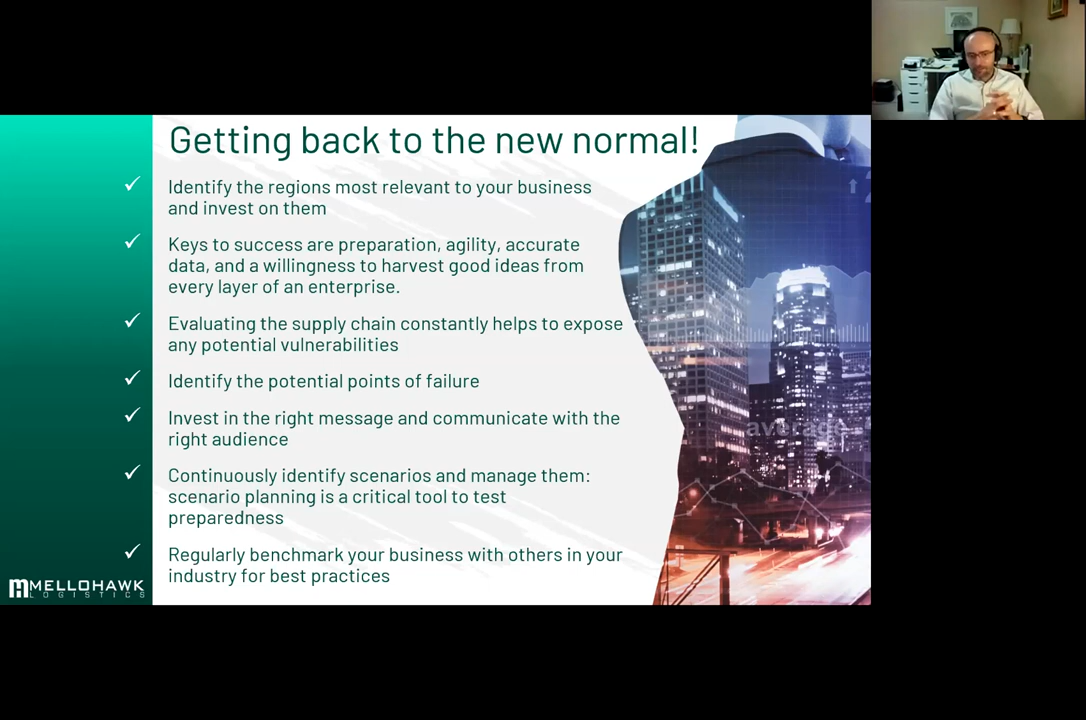 Getting back to the new normal!
Identify the regions most relevant to your business
and invest on them
Keys to success are preparation, agility, accurate
data, and a willingness to harvest good ideas from
every layer of an enterprise.
Evaluating the supply chain constantly helps to expose
any potential vulnerabilities
Identify the potential points of failure
Invest in the right message and communicate with the
right audience
Continuously identify scenarios and manage them:
scenario planning is a critical tool to test
preparedness
Regularly benchmark your business with others in your
industry for best practices
MELLOHAWK
LOGISTICS
average